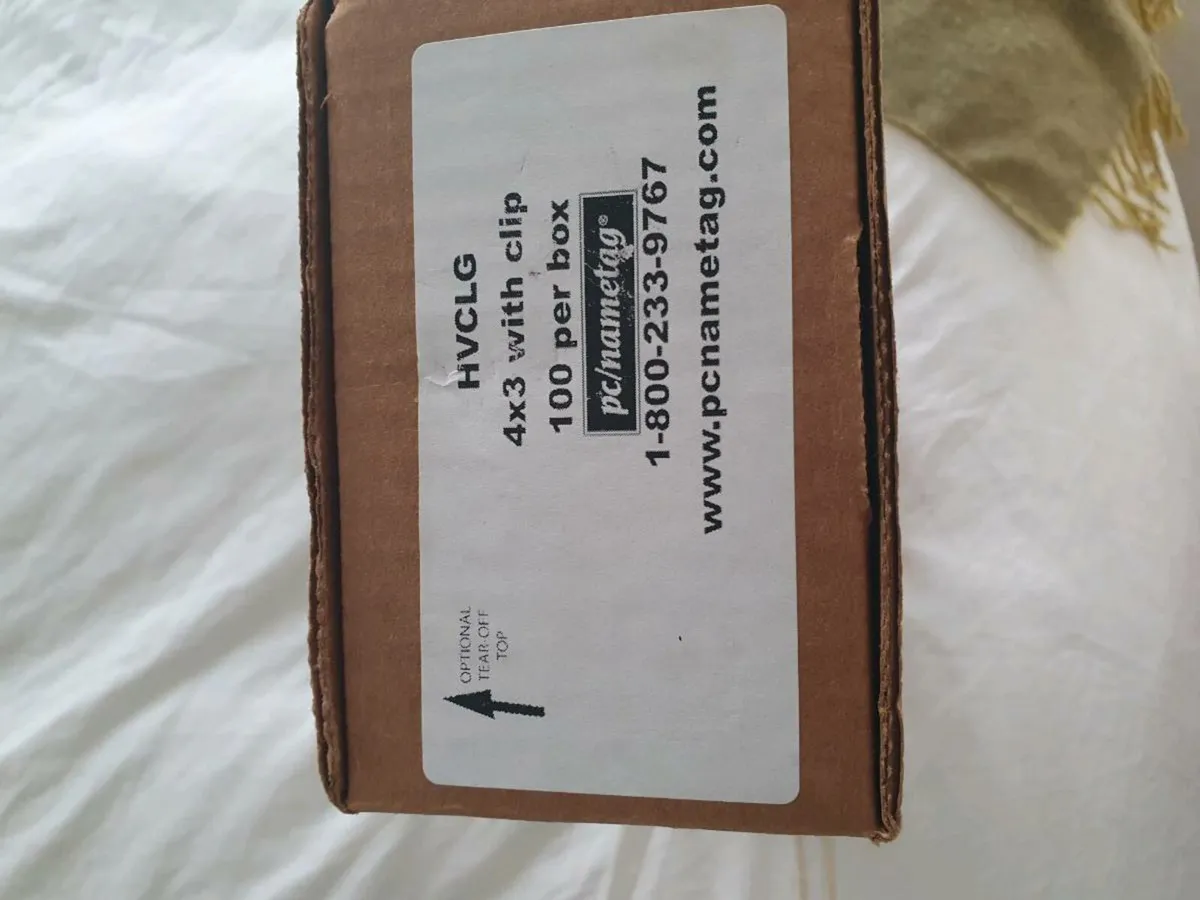 HVCLG
4x3 with clip
100 per box
pc/nametag®
1-800-233-9767
www.pcnametag.com
OPTIONAL
TEAR-OFF
TOP